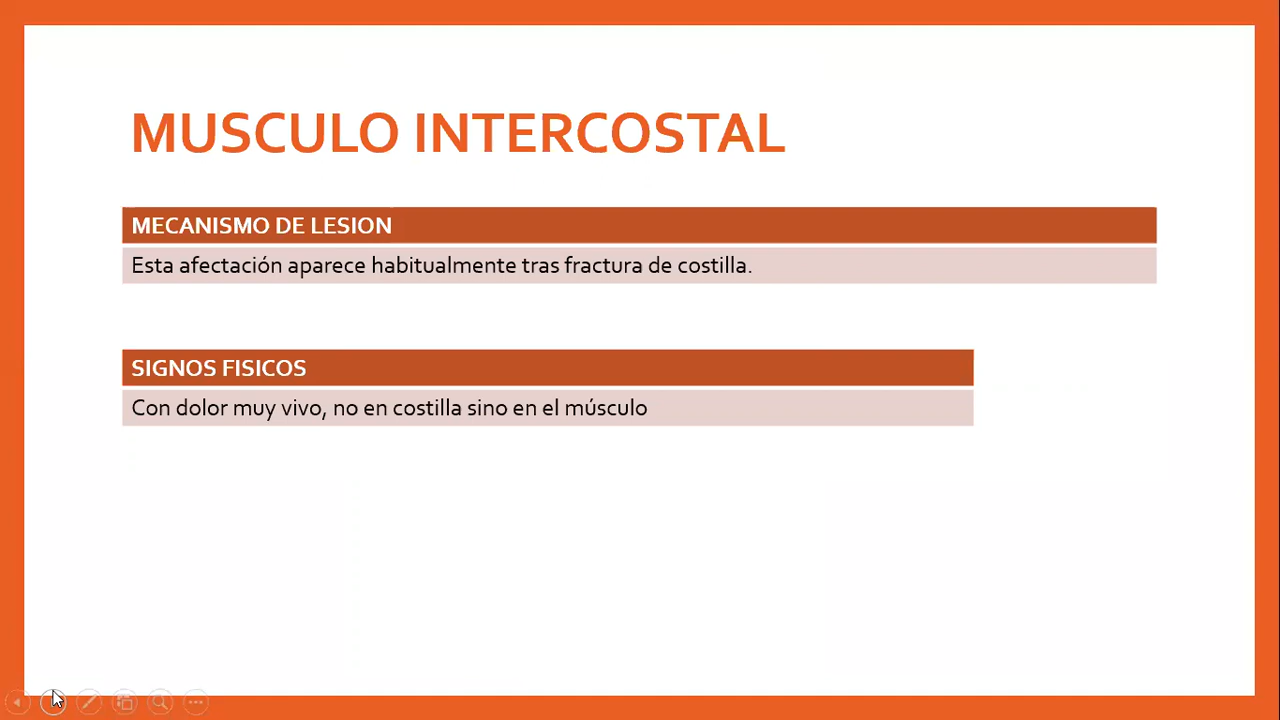 MUSCULO INTERCOSTAL
MECANISMO DE LESION
Esta afectación aparece habitualmente tras fractura de costilla.
SIGNOS FISICOS
Con dolor muy vivo, no en costilla sino en el músculo